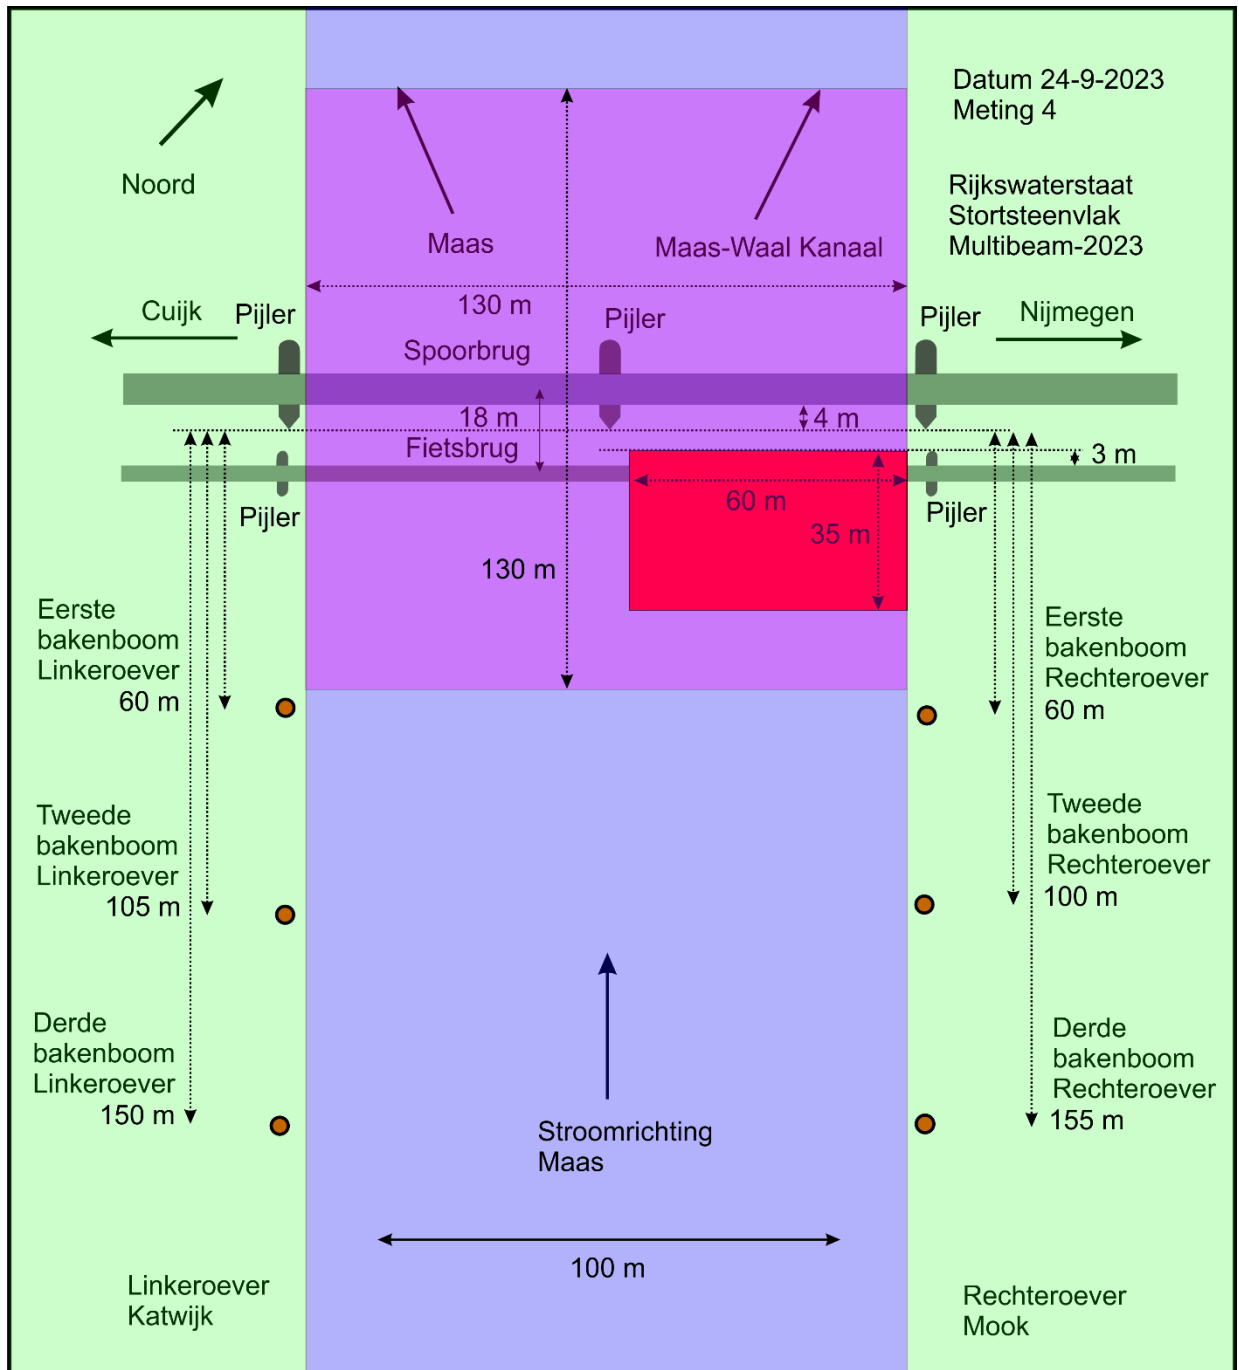 Datum 24-9-2023
Meting 4
Noord
Rijkswaterstaat
Stortsteenvlak
Multibeam-2023
Maas
Maas-Waal Kanaal
130 m
Cuijk
Pijler
Pijler
Pijler
Nijmegen
Spoorbrug
18 m
4 m
Fietsbrug
3 m
60 m
Pijler
Pijler
35 m
130 m
Eerste
bakenboom
Linkeroever
60 m
Eerste
bakenboom
Rechteroever
60 m
Tweede
bakenboom
Linkeroever
105 m
Tweede
bakenboom
Rechteroever
100 m
Derde
bakenboom
Linkeroever
150 m
Derde
bakenboom
Rechteroever
155 m
Stroomrichting
Maas
100 m
Linkeroever
Katwijk
Rechteroever
Mook